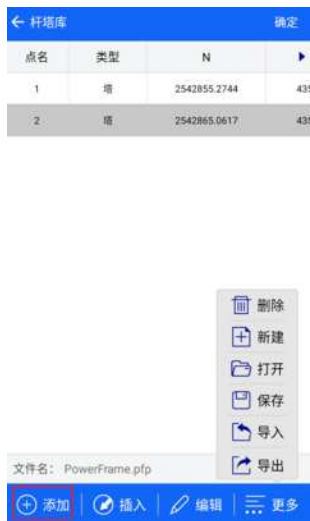 杆塔库 确定
点名 类型 N
1 塔 2542855.2744 435
2 塔 2542865.0617 435
删除
新建
打开
保存
导入
文件名： PowerFrame.pfp 导出
添加 插入 编辑 更多